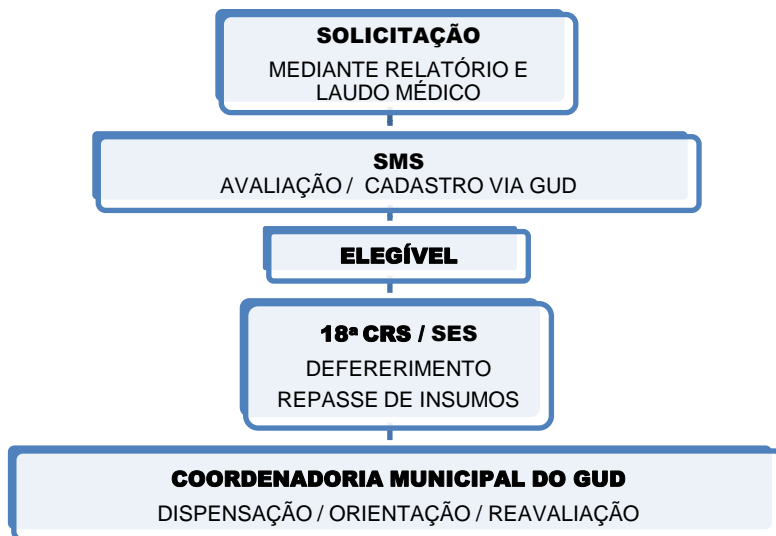 SOLICITAÇÃO
MEDIANTE RELATÓRIO E
LAUDO MÉDICO
SMS
AVALIAÇÃO / CADASTRO VIA GUD
ELEGÍVEL
18ª CRS / SES
DEFERERIMENTO
REPASSE DE INSUMOS
COORDENADORIA MUNICIPAL DO GUD
DISPENSAÇÃO / ORIENTAÇÃO / REAVALIAÇÃO